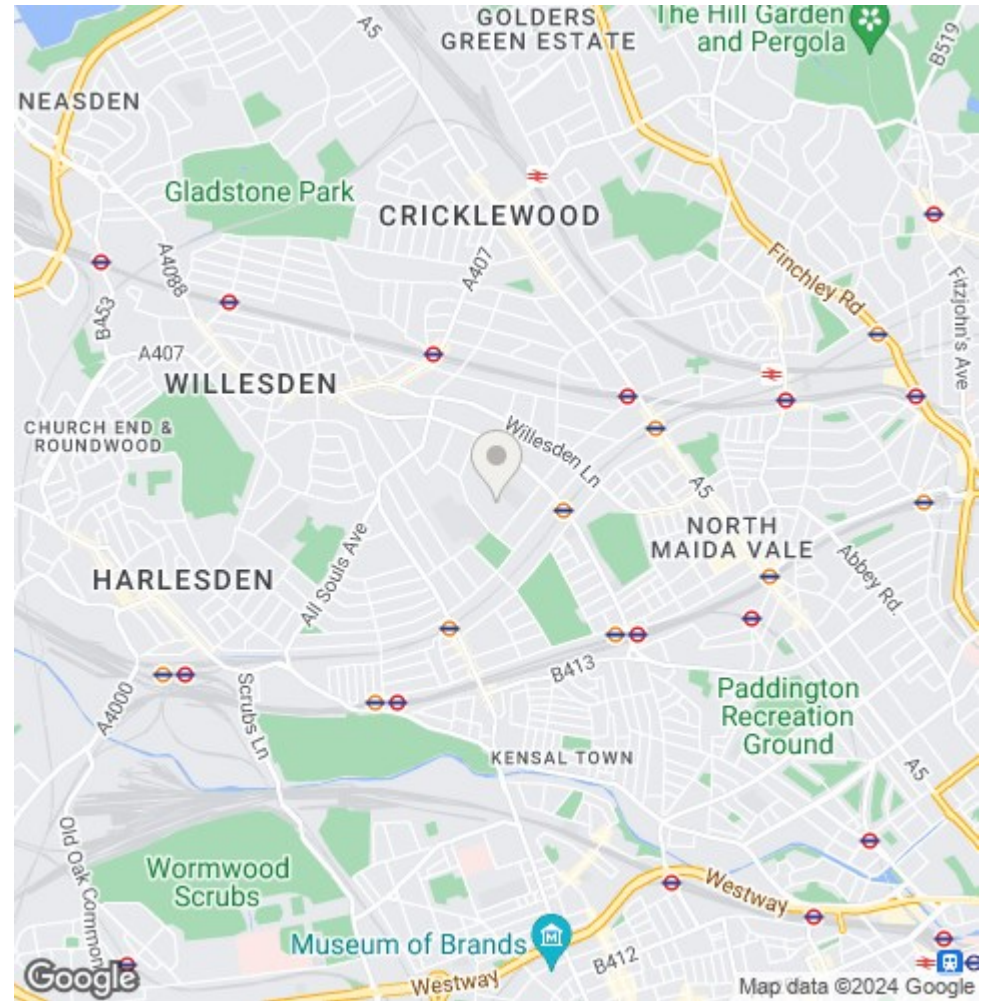 GOLDERS
GREEN ESTATE
The Hill Garden
and Pergola
A5
B519
NEASDEN
Gladstone Park
CRICKLEWOOD
A4088
A407
Finchley Rd
Fitzjohn's Ave
B453
A407
WILLESDEN
CHURCH END &
ROUNDWOOD
Willesden Ln
A5
NORTH
MAIDA VALE
Abbey Rd.
All Souls Ave
HARLESDEN
B413
A4000
Scrubs Ln
Paddington
Recreation
Ground
KENSAL TOWN
A5
Old Oak Common
Wormwood
Scrubs
Westway
Museum of Brands
B412
Westway
Google
Map data ©2024 Google